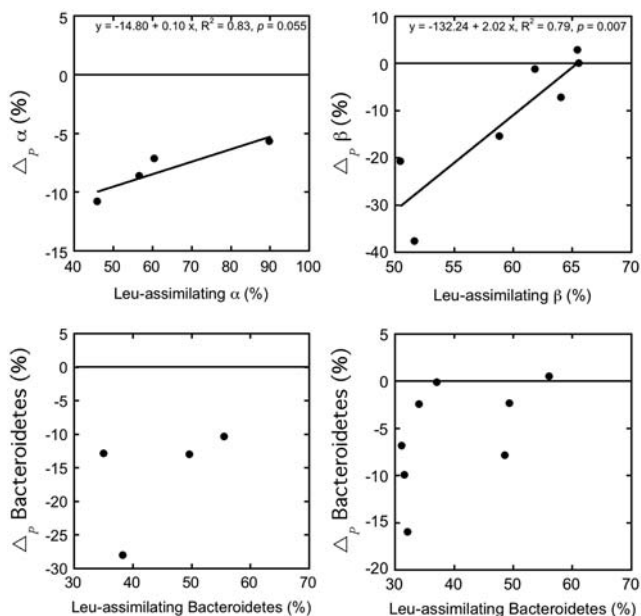 y = -14.80 + 0.10 x, R² = 0.83, p = 0.055
5
0
-5
-10
-15
△P α (%)
40 50 60 70 80 90 100
Leu-assimilating α (%)
y = -132.24 + 2.02 x, R² = 0.79, p = 0.007
10
0
-10
-20
-30
-40
△P β (%)
50 55 60 65 70
Leu-assimilating β (%)
5
0
-5
-10
-15
-20
-25
-30
△P Bacteroidetes (%)
30 40 50 60 70
Leu-assimilating Bacteroidetes (%)
5
0
-5
-10
-15
-20
△P Bacteroidetes (%)
30 40 50 60 70
Leu-assimilating Bacteroidetes (%)